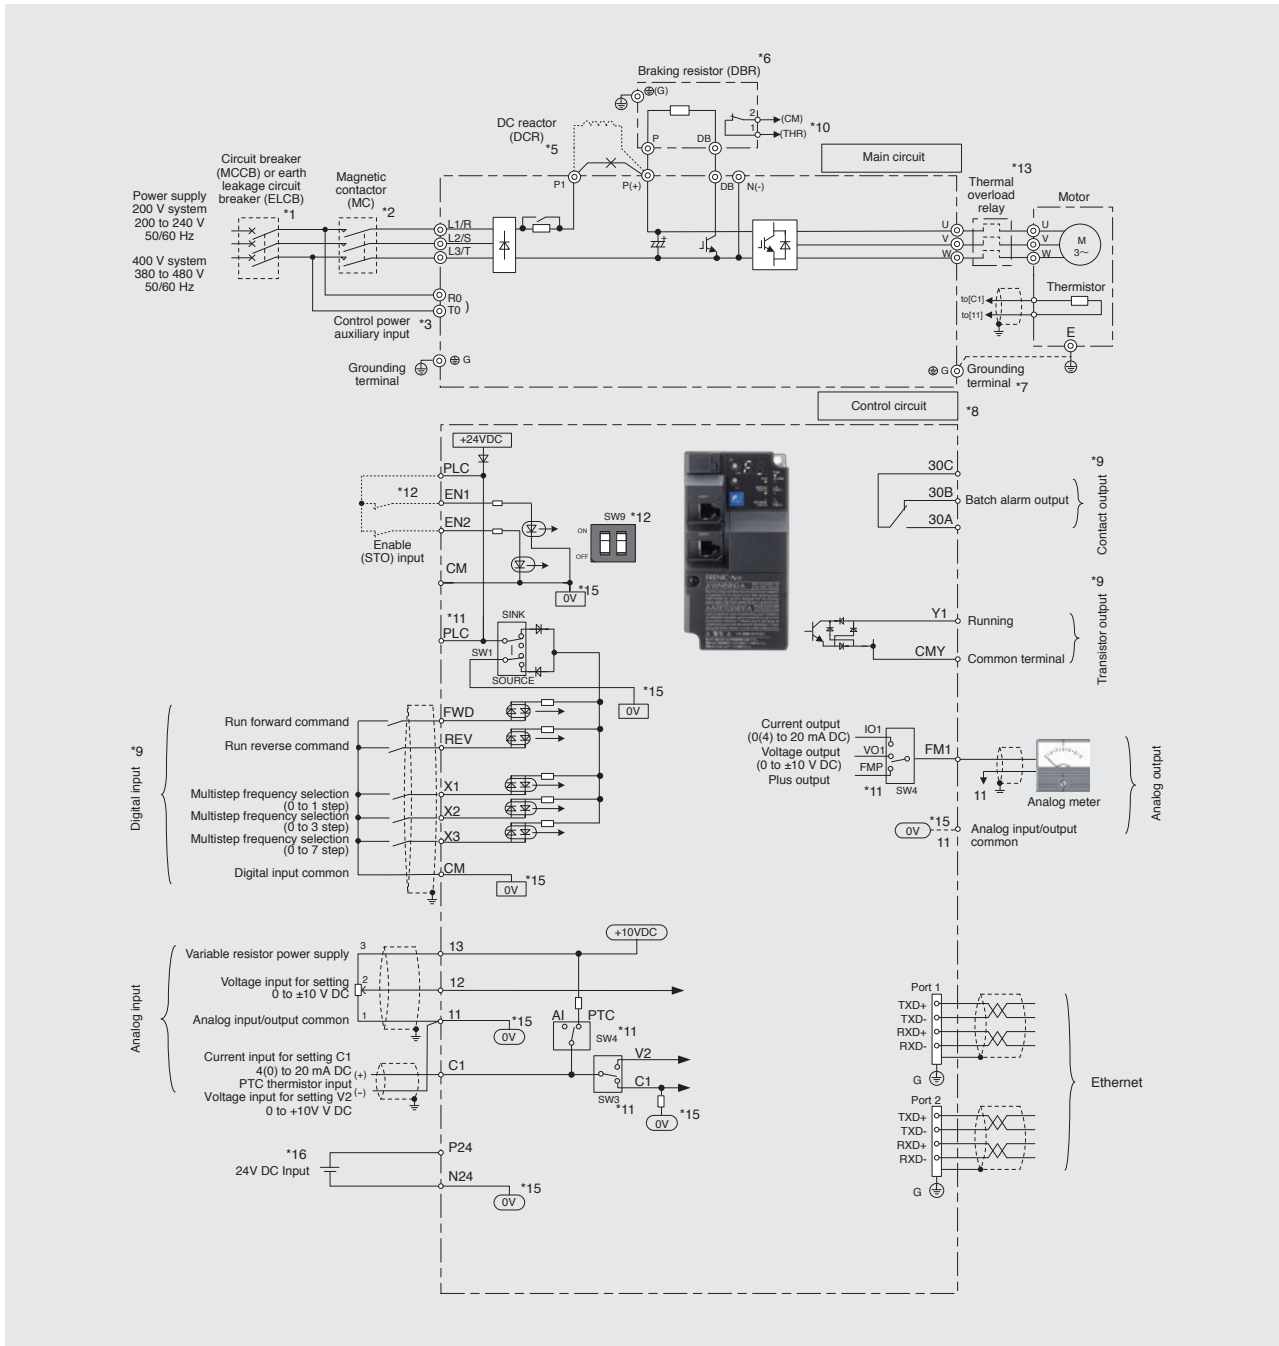 *6
Braking resistor (DBR)
(G)
DC reactor
(DCR)
*5
P
DB
2
1
(CM)
(THR)
*10
Main circuit
Circuit breaker
(MCCB) or earth
leakage circuit
breaker (ELCB)
*1
Magnetic
contactor
(MC)
*2
Power supply
200 V system
200 to 240 V
50/60 Hz
400 V system
380 to 480 V
50/60 Hz
P1
P(+)
DB
N(-)
*13
Thermal
overload
relay
Motor
L1/R
L2/S
L3/T
U
V
W
U
V
W
M
3~
R0
T0
Control power
auxiliary input
*3
Thermistor
to[C1]
to[11]
E
Grounding
terminal
G
G
Grounding
terminal *7
Control circuit
*8
+24VDC
PLC
*12
EN1
EN2
Enable
(STO) input
SW9
*12
ON
OFF
CM
*15
0V
30C
30B
30A
Batch alarm output
*9
Contact output
FRENIC-Ace
WARNING
*11
PLC
SINK
SW1
SOURCE
*15
0V
Y1
Running
CMY
Common terminal
*9
Transistor output
*9
Digital input
Run forward command
FWD
Run reverse command
REV
Multistep frequency selection
(0 to 1 step)
X1
Multistep frequency selection
(0 to 3 step)
X2
Multistep frequency selection
(0 to 7 step)
X3
Digital input common
CM
*15
0V
Current output
(0(4) to 20 mA DC)
Voltage output
(0 to ±10 V DC)
Plus output
IO1
VO1
FMP
*11
SW4
FM1
11
Analog meter
Analog output
*15
0V
11
Analog input/output
common
Analog input
Variable resistor power supply
3
13
+10VDC
Voltage input for setting
0 to ±10 V DC
2
12
Analog input/output common
1
11
*15
0V
AI
PTC
SW4
*11
Current input for setting C1
4(0) to 20 mA DC
PTC thermistor input
Voltage input for setting V2
0 to +10V V DC
(+)
(−)
C1
V2
C1
SW3
*11
*15
0V
*16
24V DC Input
P24
N24
*15
0V
Port 1
TXD+
TXD-
RXD+
RXD-
G
Port 2
TXD+
TXD-
RXD+
RXD-
G
Ethernet